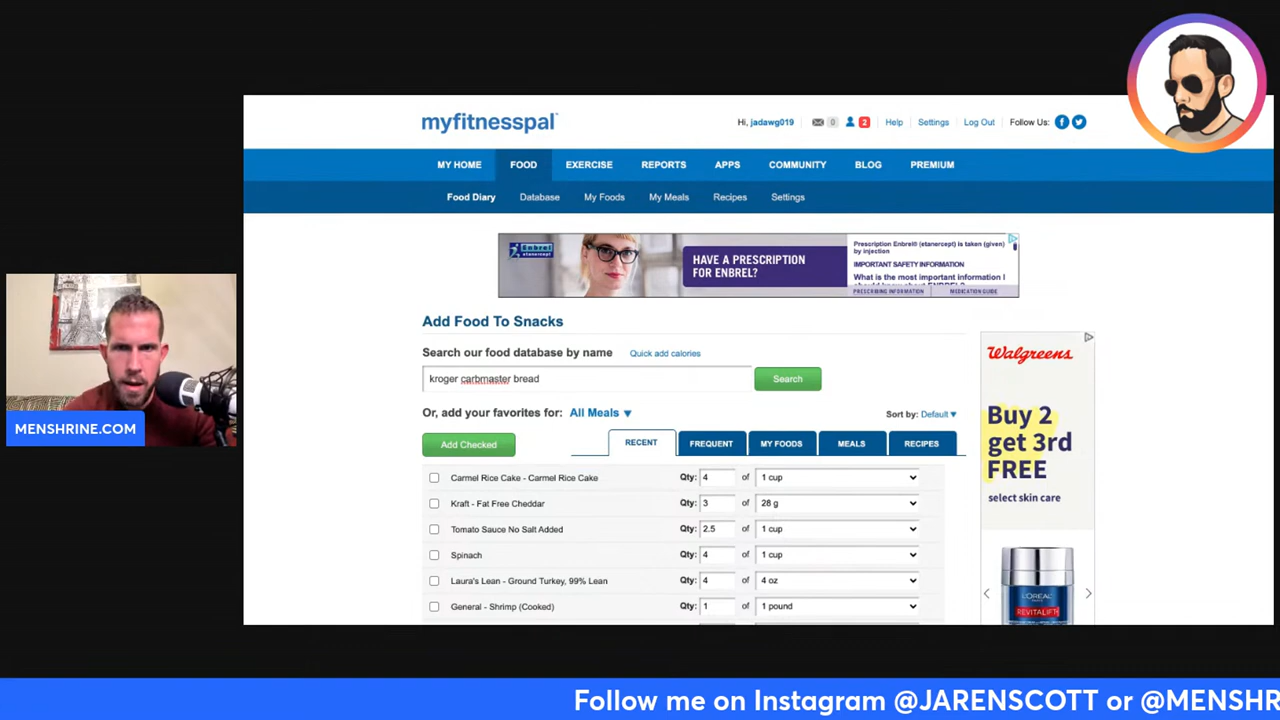 myfitnesspal
Hi, jadawg019 0 2 Help Settings Log Out Follow Us:
MY HOME FOOD EXERCISE REPORTS APPS COMMUNITY BLOG PREMIUM
Food Diary Database My Foods My Meals Recipes Settings
Enbrel
etanercept
HAVE A PRESCRIPTION
FOR ENBREL?
Prescription Enbrel® (etanercept) is taken (given)
by injection
IMPORTANT SAFETY INFORMATION
What is the most important information I
PRESCRIBING INFORMATION MEDICATION GUIDE
Add Food To Snacks
Search our food database by name Quick add calories
kroger carbmaster bread Search
Or, add your favorites for: All Meals Sort by: Default
Add Checked RECENT FREQUENT MY FOODS MEALS RECIPES
Carmel Rice Cake - Carmel Rice Cake Qty: 4 of 1 cup
Kraft - Fat Free Cheddar Qty: 3 of 28 g
Tomato Sauce No Salt Added Qty: 2.5 of 1 cup
Spinach Qty: 4 of 1 cup
Laura's Lean - Ground Turkey, 99% Lean Qty: 4 of 4 oz
General - Shrimp (Cooked) Qty: 1 of 1 pound
Walgreens
Buy 2
get 3rd
FREE
select skin care
L'OREAL
REVITALIFT
MENSHRINE.COM
Follow me on Instagram @JARENSCOTT or @MENSHR